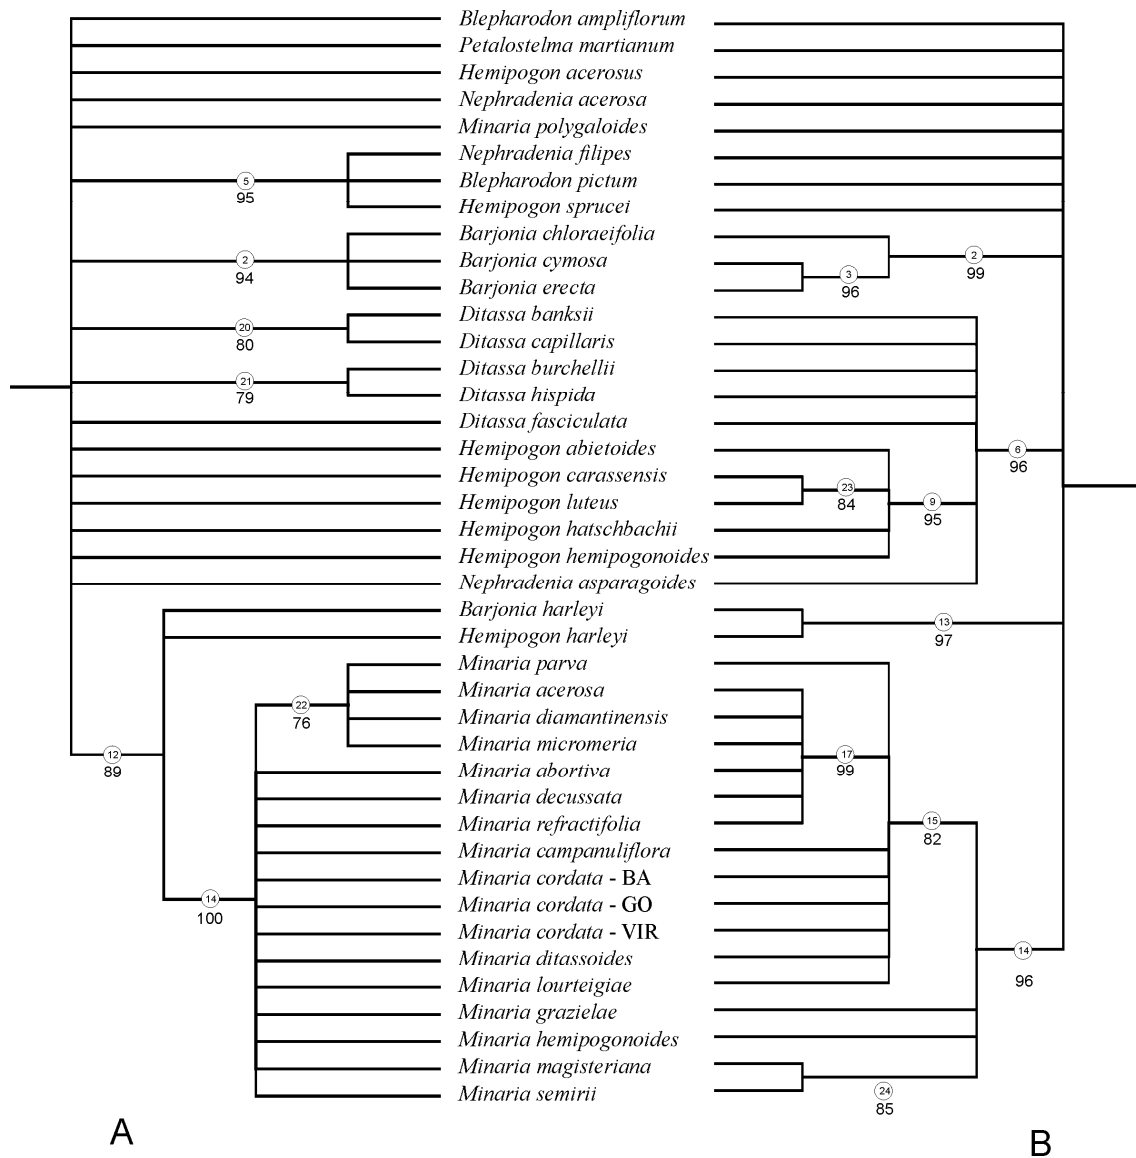 Blepharodon ampliflorum
Petalostelma martianum
Hemipogon acerosus
Nephradenia acerosa
Minaria polygaloides
Nephradenia filipes
5 Blepharodon pictum
95
Hemipogon sprucei
Barjonia chloraeifolia
2
99
2 Barjonia cymosa
94
3
96
Barjonia erecta
Ditassa banksii
20
80
Ditassa capillaris
Ditassa burchellii
21
79
Ditassa hispida
Ditassa fasciculata
Hemipogon abietoides 6
96
Hemipogon carassensis
23
84
Hemipogon luteus 9
95
Hemipogon hatschbachii
Hemipogon hemipogonoides
Nephradenia asparagoides
Barjonia harleyi
13
97
Hemipogon harleyi
Minaria parva
Minaria acerosa
22
76
Minaria diamantinensis
Minaria micromeria
12 17
89 99
Minaria abortiva
Minaria decussata
Minaria refractifolia 15
82
Minaria campanuliflora
Minaria cordata - BA
14 Minaria cordata - GO
100
Minaria cordata - VIR
14
Minaria ditassoides
96
Minaria lourteigiae
Minaria grazielae
Minaria hemipogonoides
Minaria magisteriana
Minaria semirii 24
85
A B